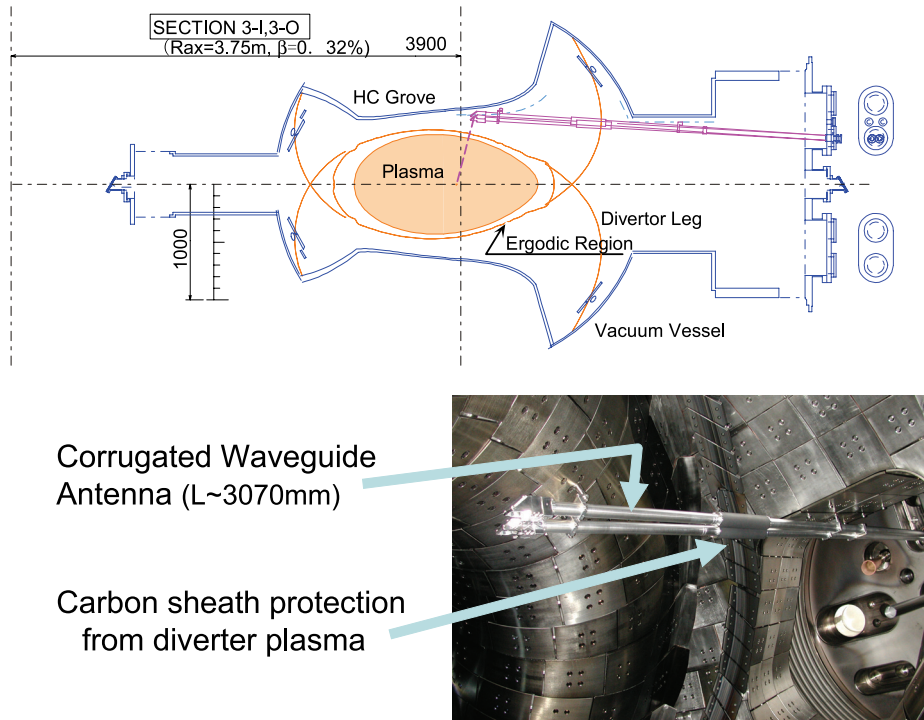 SECTION 3-I,3-O
(Rax=3.75m, β=0. 32%)
3900
HC Grove
Plasma
Divertor Leg
Ergodic Region
1000
Vacuum Vessel
Corrugated Waveguide
Antenna (L~3070mm)
Carbon sheath protection
from diverter plasma